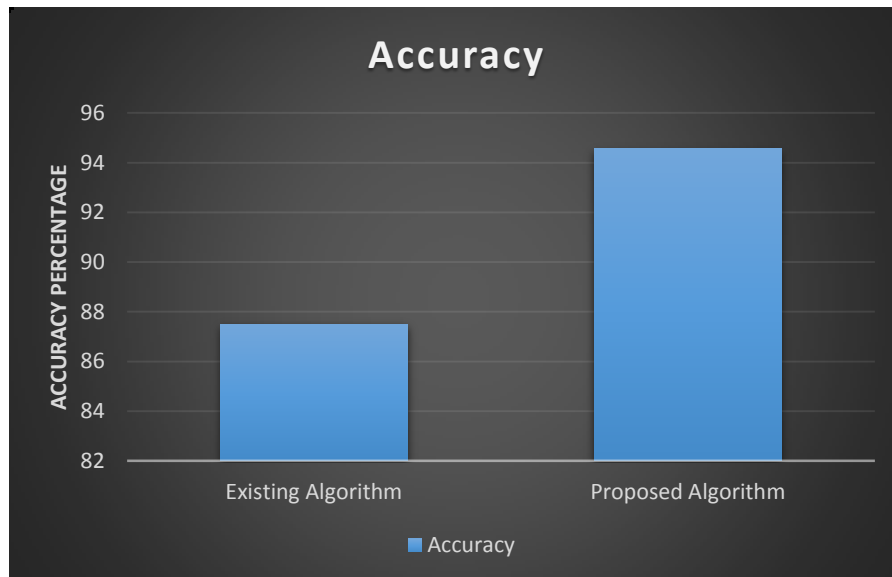 Accuracy
ACCURACY PERCENTAGE
96
94
92
90
88
86
84
82
Existing Algorithm
Proposed Algorithm
Accuracy